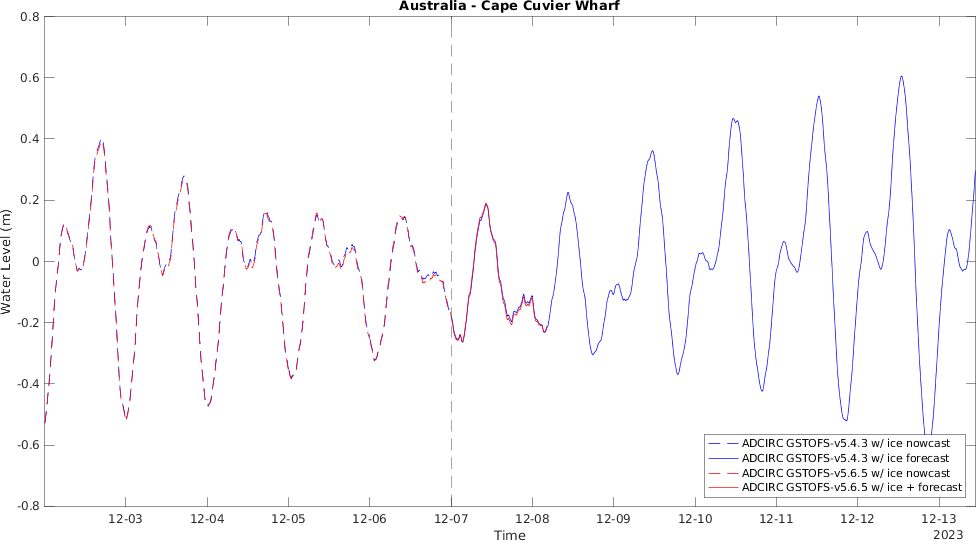 Australia - Cape Cuvier Wharf
0.8
0.6
0.4
0.2
0
-0.2
-0.4
-0.6
-0.8
Water Level (m)
ADCIRC GSTOFS-v5.4.3 w/ ice nowcast
ADCIRC GSTOFS-v5.4.3 w/ ice forecast
ADCIRC GSTOFS-v5.6.5 w/ ice nowcast
ADCIRC GSTOFS-v5.6.5 w/ ice + forecast
12-03 12-04 12-05 12-06 12-07 12-08 12-09 12-10 12-11 12-12 12-13
Time
2023